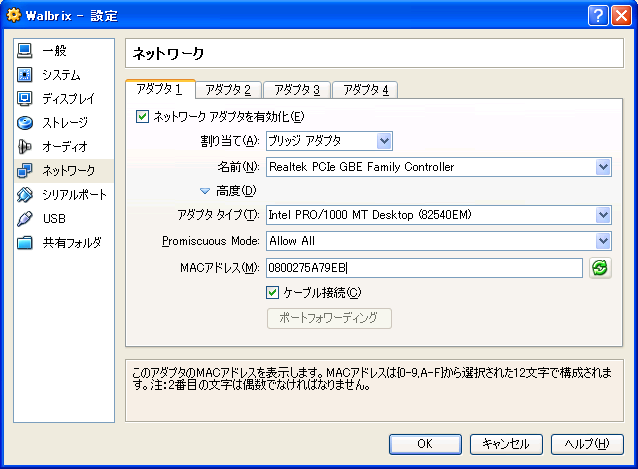 Walbrix - 設定
一般
システム
ディスプレイ
ストレージ
オーディオ
ネットワーク
シリアルポート
USB
共有フォルダ
ネットワーク
アダプタ 1 アダプタ 2 アダプタ 3 アダプタ 4
ネットワーク アダプタを有効化(E)
割り当て(A): ブリッジ アダプタ
名前(N): Realtek PCIe GBE Family Controller
高度(D)
アダプタ タイプ(T): Intel PRO/1000 MT Desktop (82540EM)
Promiscuous Mode: Allow All
MACアドレス(M): 0800275A79EB
ケーブル接続(C)
ポートフォワーディング
このアダプタのMACアドレスを表示します。MACアドレスは{0-9,A-F}から選択された12文字で構成されま
す。注:2番目の文字は偶数でなければなりません。
OK キャンセル ヘルプ(H)